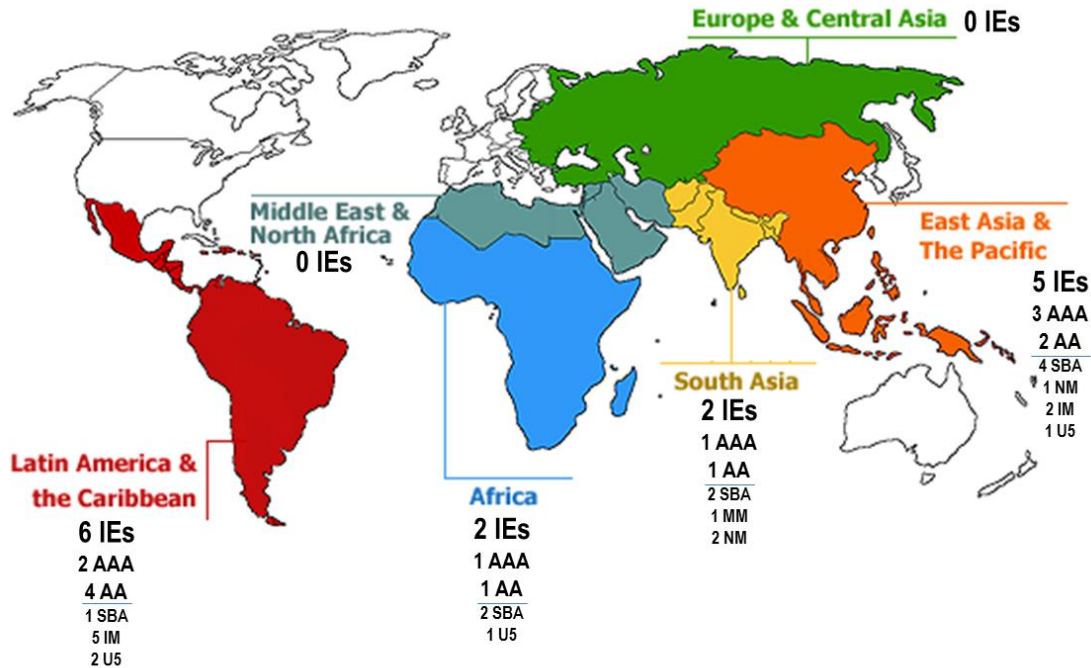 Europe & Central Asia 0 IEs
Middle East &
North Africa
0 IEs
East Asia &
The Pacific
5 IEs
3 AAA
2 AA
4 SBA
1 NM
2 IM
1 U5
South Asia
2 IEs
1 AAA
1 AA
2 SBA
1 MM
2 NM
Latin America &
the Caribbean
6 IEs
2 AAA
4 AA
1 SBA
5 IM
2 U5
Africa
2 IEs
1 AAA
1 AA
2 SBA
1 U5